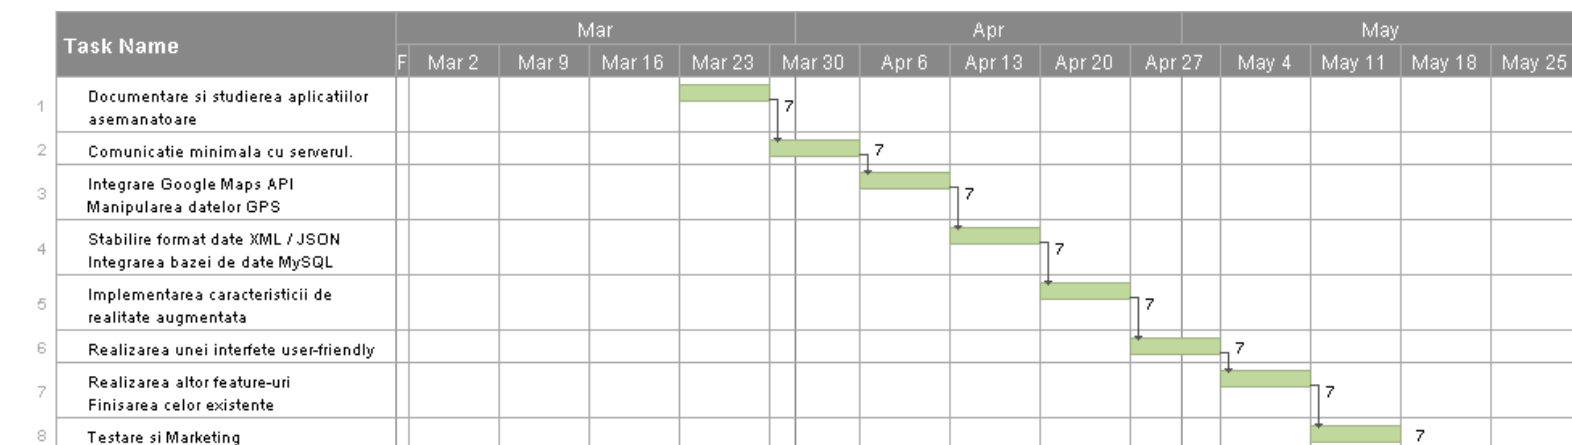 Task Name
Mar
Apr
May
F
Mar 2
Mar 9
Mar 16
Mar 23
Mar 30
Apr 6
Apr 13
Apr 20
Apr 27
May 4
May 11
May 18
May 25
1
Documentare si studierea aplicatiilor
asemanatoare
7
2
Comunicatie minimala cu serverul.
7
3
Integrare Google Maps API
Manipularea datelor GPS
7
4
Stabilire format date XML / JSON
Integrarea bazei de date MySQL
7
5
Implementarea caracteristicii de
realitate augmentata
7
6
Realizarea unei interfete user-friendly
7
7
Realizarea altor feature-uri
Finisarea celor existente
7
8
Testare si Marketing
7